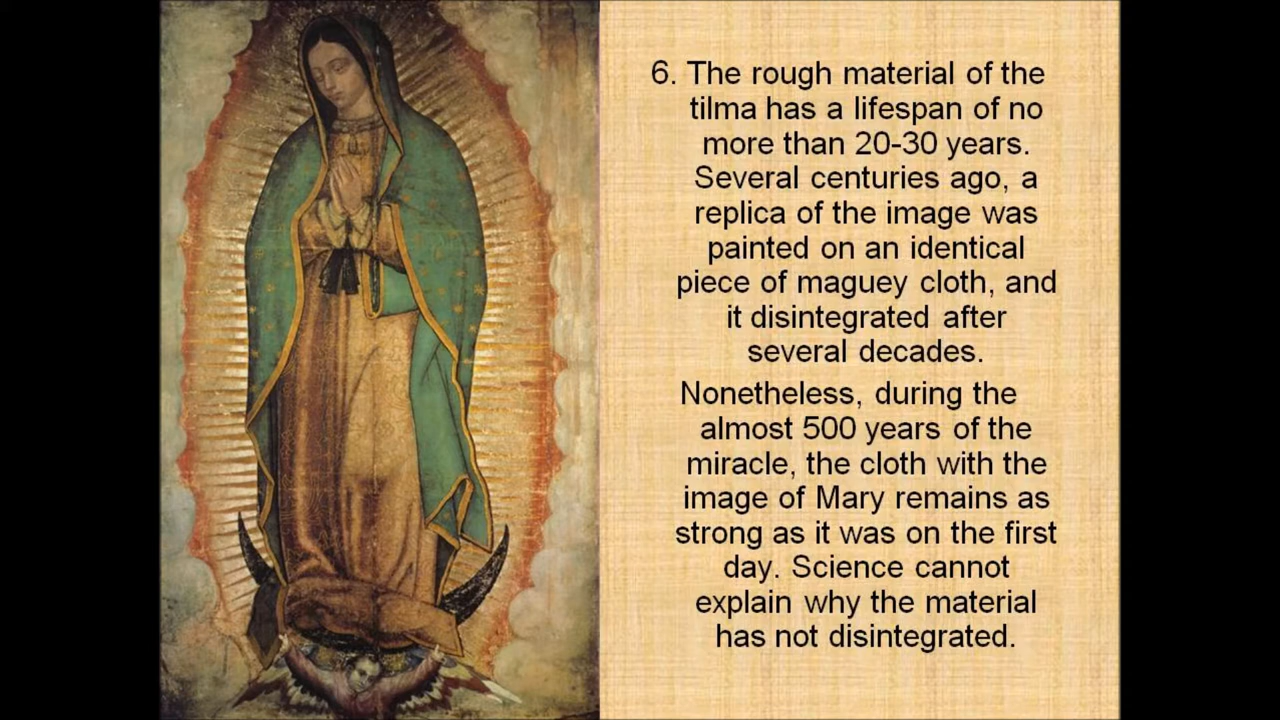 6. The rough material of the
tilma has a lifespan of no
more than 20-30 years.
Several centuries ago, a
replica of the image was
painted on an identical
piece of maguey cloth, and
it disintegrated after
several decades.
Nonetheless, during the
almost 500 years of the
miracle, the cloth with the
image of Mary remains as
strong as it was on the first
day. Science cannot
explain why the material
has not disintegrated.